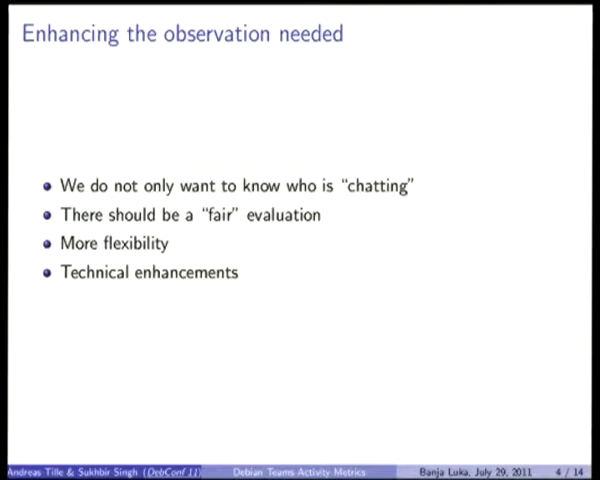 Enhancing the observation needed
We do not only want to know who is “chatting”
There should be a “fair” evaluation
More flexibility
Technical enhancements
Andreas Tille & Sukhbir Singh (DebConf 11) Debian Teams Activity Metrics Banja Luka, July 29, 2011 4 / 14